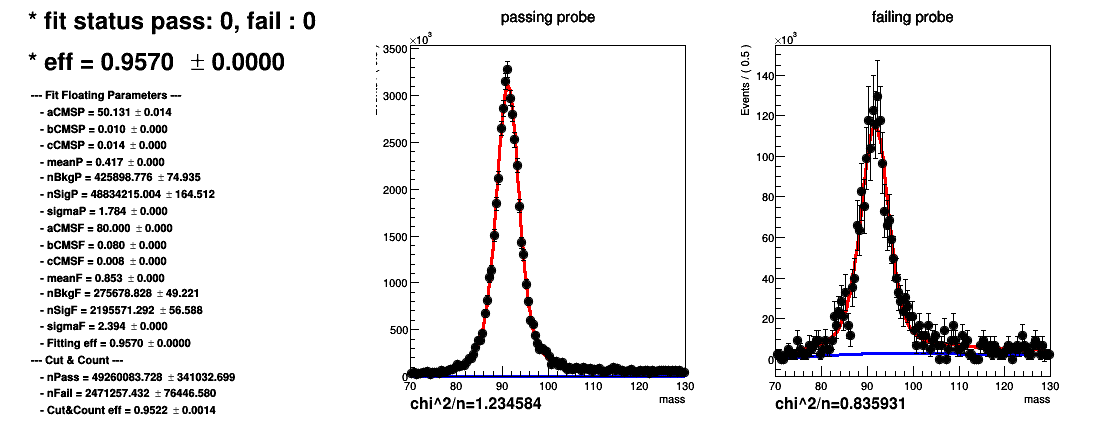 * fit status pass: 0, fail : 0
* eff = 0.9570 ± 0.0000
--- Fit Floating Parameters ---
- aCMSP = 50.131 ± 0.014
- bCMSP = 0.010 ± 0.000
- cCMSP = 0.014 ± 0.000
- meanP = 0.417 ± 0.000
- nBkgP = 425898.776 ± 74.935
- nSigP = 48834215.004 ± 164.512
- sigmaP = 1.784 ± 0.000
- aCMSF = 80.000 ± 0.000
- bCMSF = 0.080 ± 0.000
- cCMSF = 0.008 ± 0.000
- meanF = 0.853 ± 0.000
- nBkgF = 275678.828 ± 49.221
- nSigF = 2195571.292 ± 56.588
- sigmaF = 2.394 ± 0.000
- Fitting eff = 0.9570 ± 0.0000
--- Cut & Count ---
- nPass = 49260083.728 ± 341032.699
- nFail = 2471257.432 ± 76446.580
- Cut&Count eff = 0.9522 ± 0.0014
passing probe
×10³
3500
3000
2500
2000
1500
1000
500
0
70 80 90 100 110 120 130
mass
chi^2/n=1.234584
failing probe
×10³
Events / ( 0.5 )
140
120
100
80
60
40
20
0
70 80 90 100 110 120 130
mass
chi^2/n=0.835931